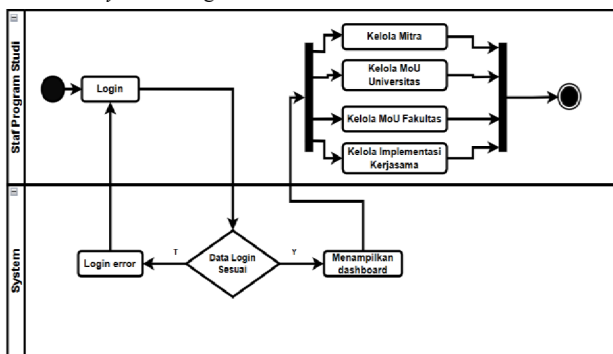 Staf Program Studi
Login
Kelola Mitra
Kelola MoU
Universitas
Kelola MoU Fakultas
Kelola Implementasi
Kerjasama
System
Login error
T
Data Login
Sesuai
Y
Menampilkan
dashboard